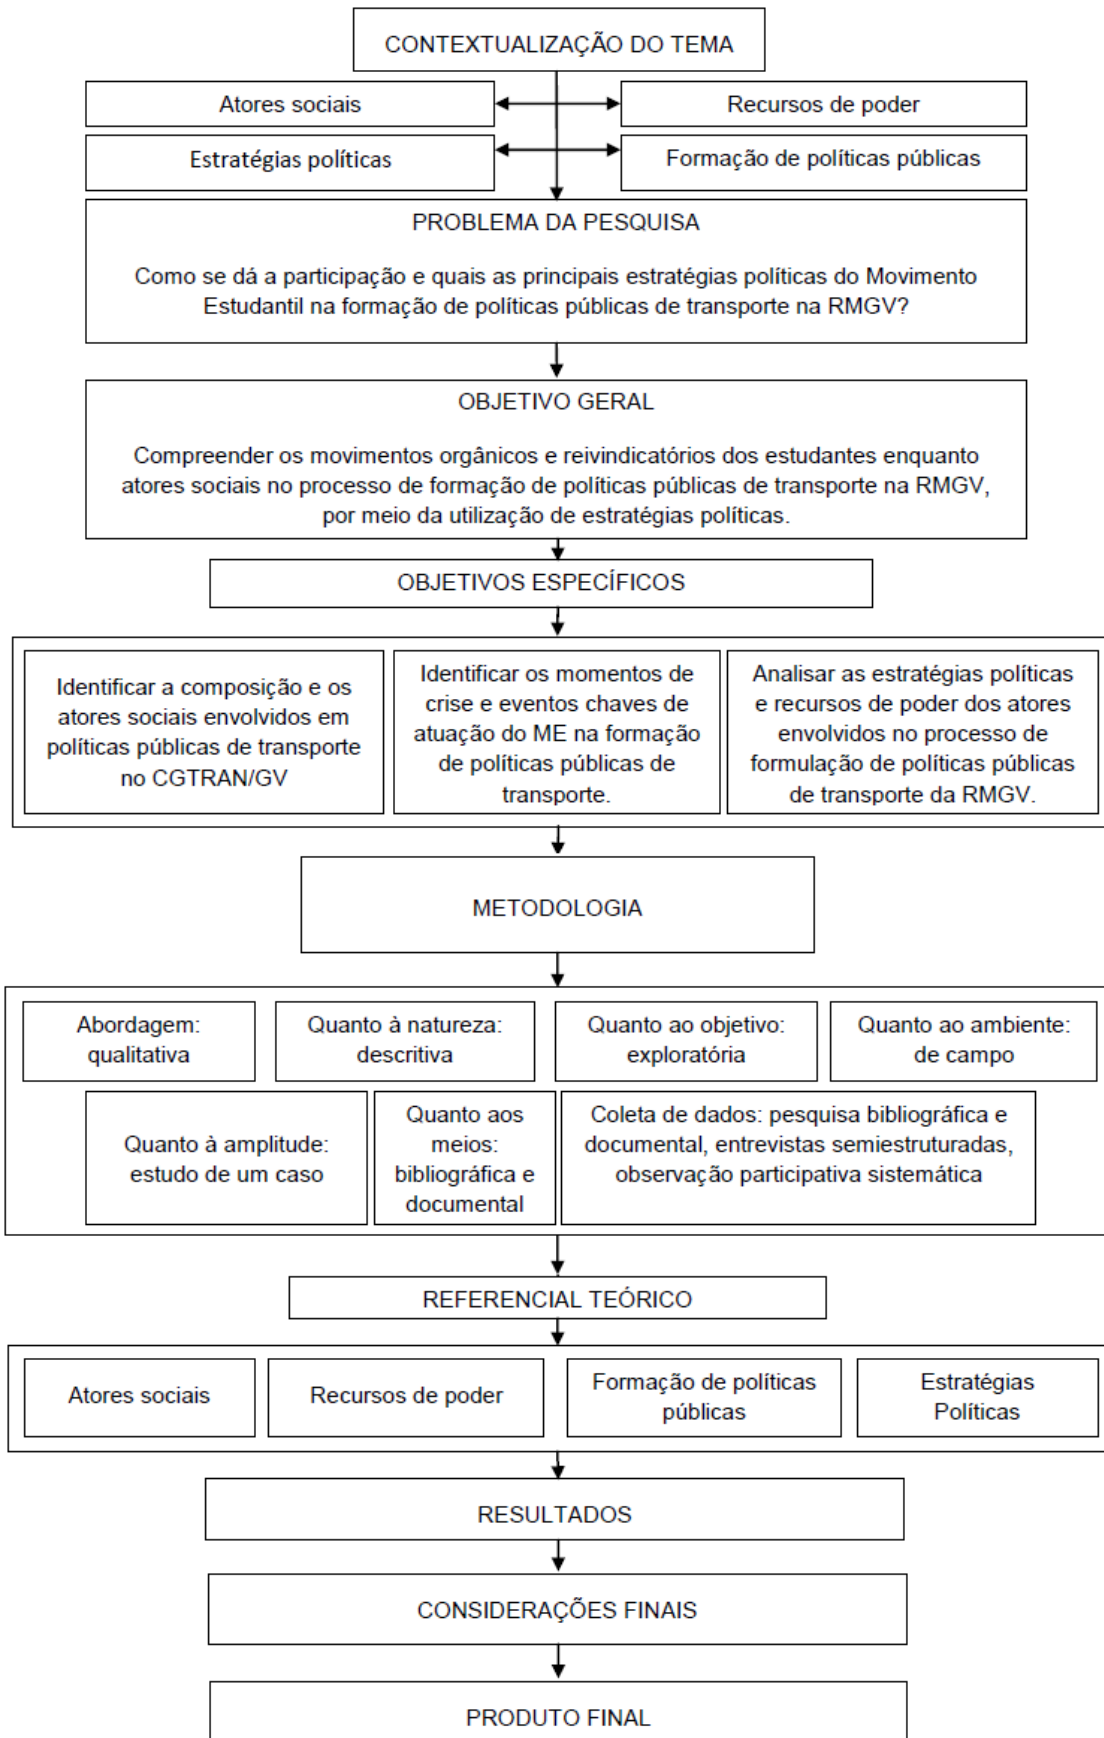 CONTEXTUALIZAÇÃO DO TEMA
Atores sociais
Recursos de poder
Estratégias políticas
Formação de políticas públicas
PROBLEMA DA PESQUISA
Como se dá a participação e quais as principais estratégias políticas do Movimento
Estudantil na formação de políticas públicas de transporte na RMGV?
OBJETIVO GERAL
Compreender os movimentos orgânicos e reivindicatórios dos estudantes enquanto
atores sociais no processo de formação de políticas públicas de transporte na RMGV,
por meio da utilização de estratégias políticas.
OBJETIVOS ESPECÍFICOS
Identificar a composição e os
atores sociais envolvidos em
políticas públicas de transporte
no CGTRAN/GV
Identificar os momentos de
crise e eventos chaves de
atuação do ME na formação
de políticas públicas de
transporte.
Analisar as estratégias políticas
e recursos de poder dos atores
envolvidos no processo de
formulação de políticas públicas
de transporte da RMGV.
METODOLOGIA
Abordagem:
qualitativa
Quanto à natureza:
descritiva
Quanto ao objetivo:
exploratória
Quanto ao ambiente:
de campo
Quanto à amplitude:
estudo de um caso
Quanto aos
meios:
bibliográfica e
documental
Coleta de dados: pesquisa bibliográfica e
documental, entrevistas semiestruturadas,
observação participativa sistemática
REFERENCIAL TEÓRICO
Atores sociais
Recursos de poder
Formação de políticas
públicas
Estratégias
Políticas
RESULTADOS
CONSIDERAÇÕES FINAIS
PRODUTO FINAL